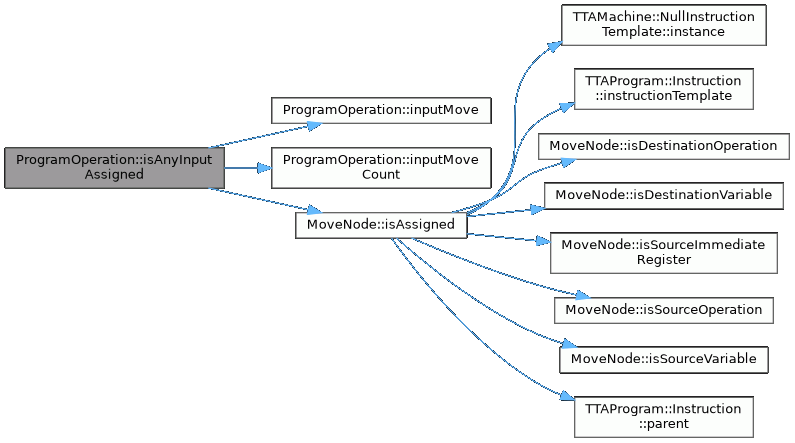 ProgramOperation::isAnyInput
Assigned
ProgramOperation::inputMove
ProgramOperation::inputMove
Count
MoveNode::isAssigned
TTAMachine::NullInstruction
Template::instance
TTAProgram::Instruction
::instructionTemplate
MoveNode::isDestinationOperation
MoveNode::isDestinationVariable
MoveNode::isSourceImmediate
Register
MoveNode::isSourceOperation
MoveNode::isSourceVariable
TTAProgram::Instruction
::parent